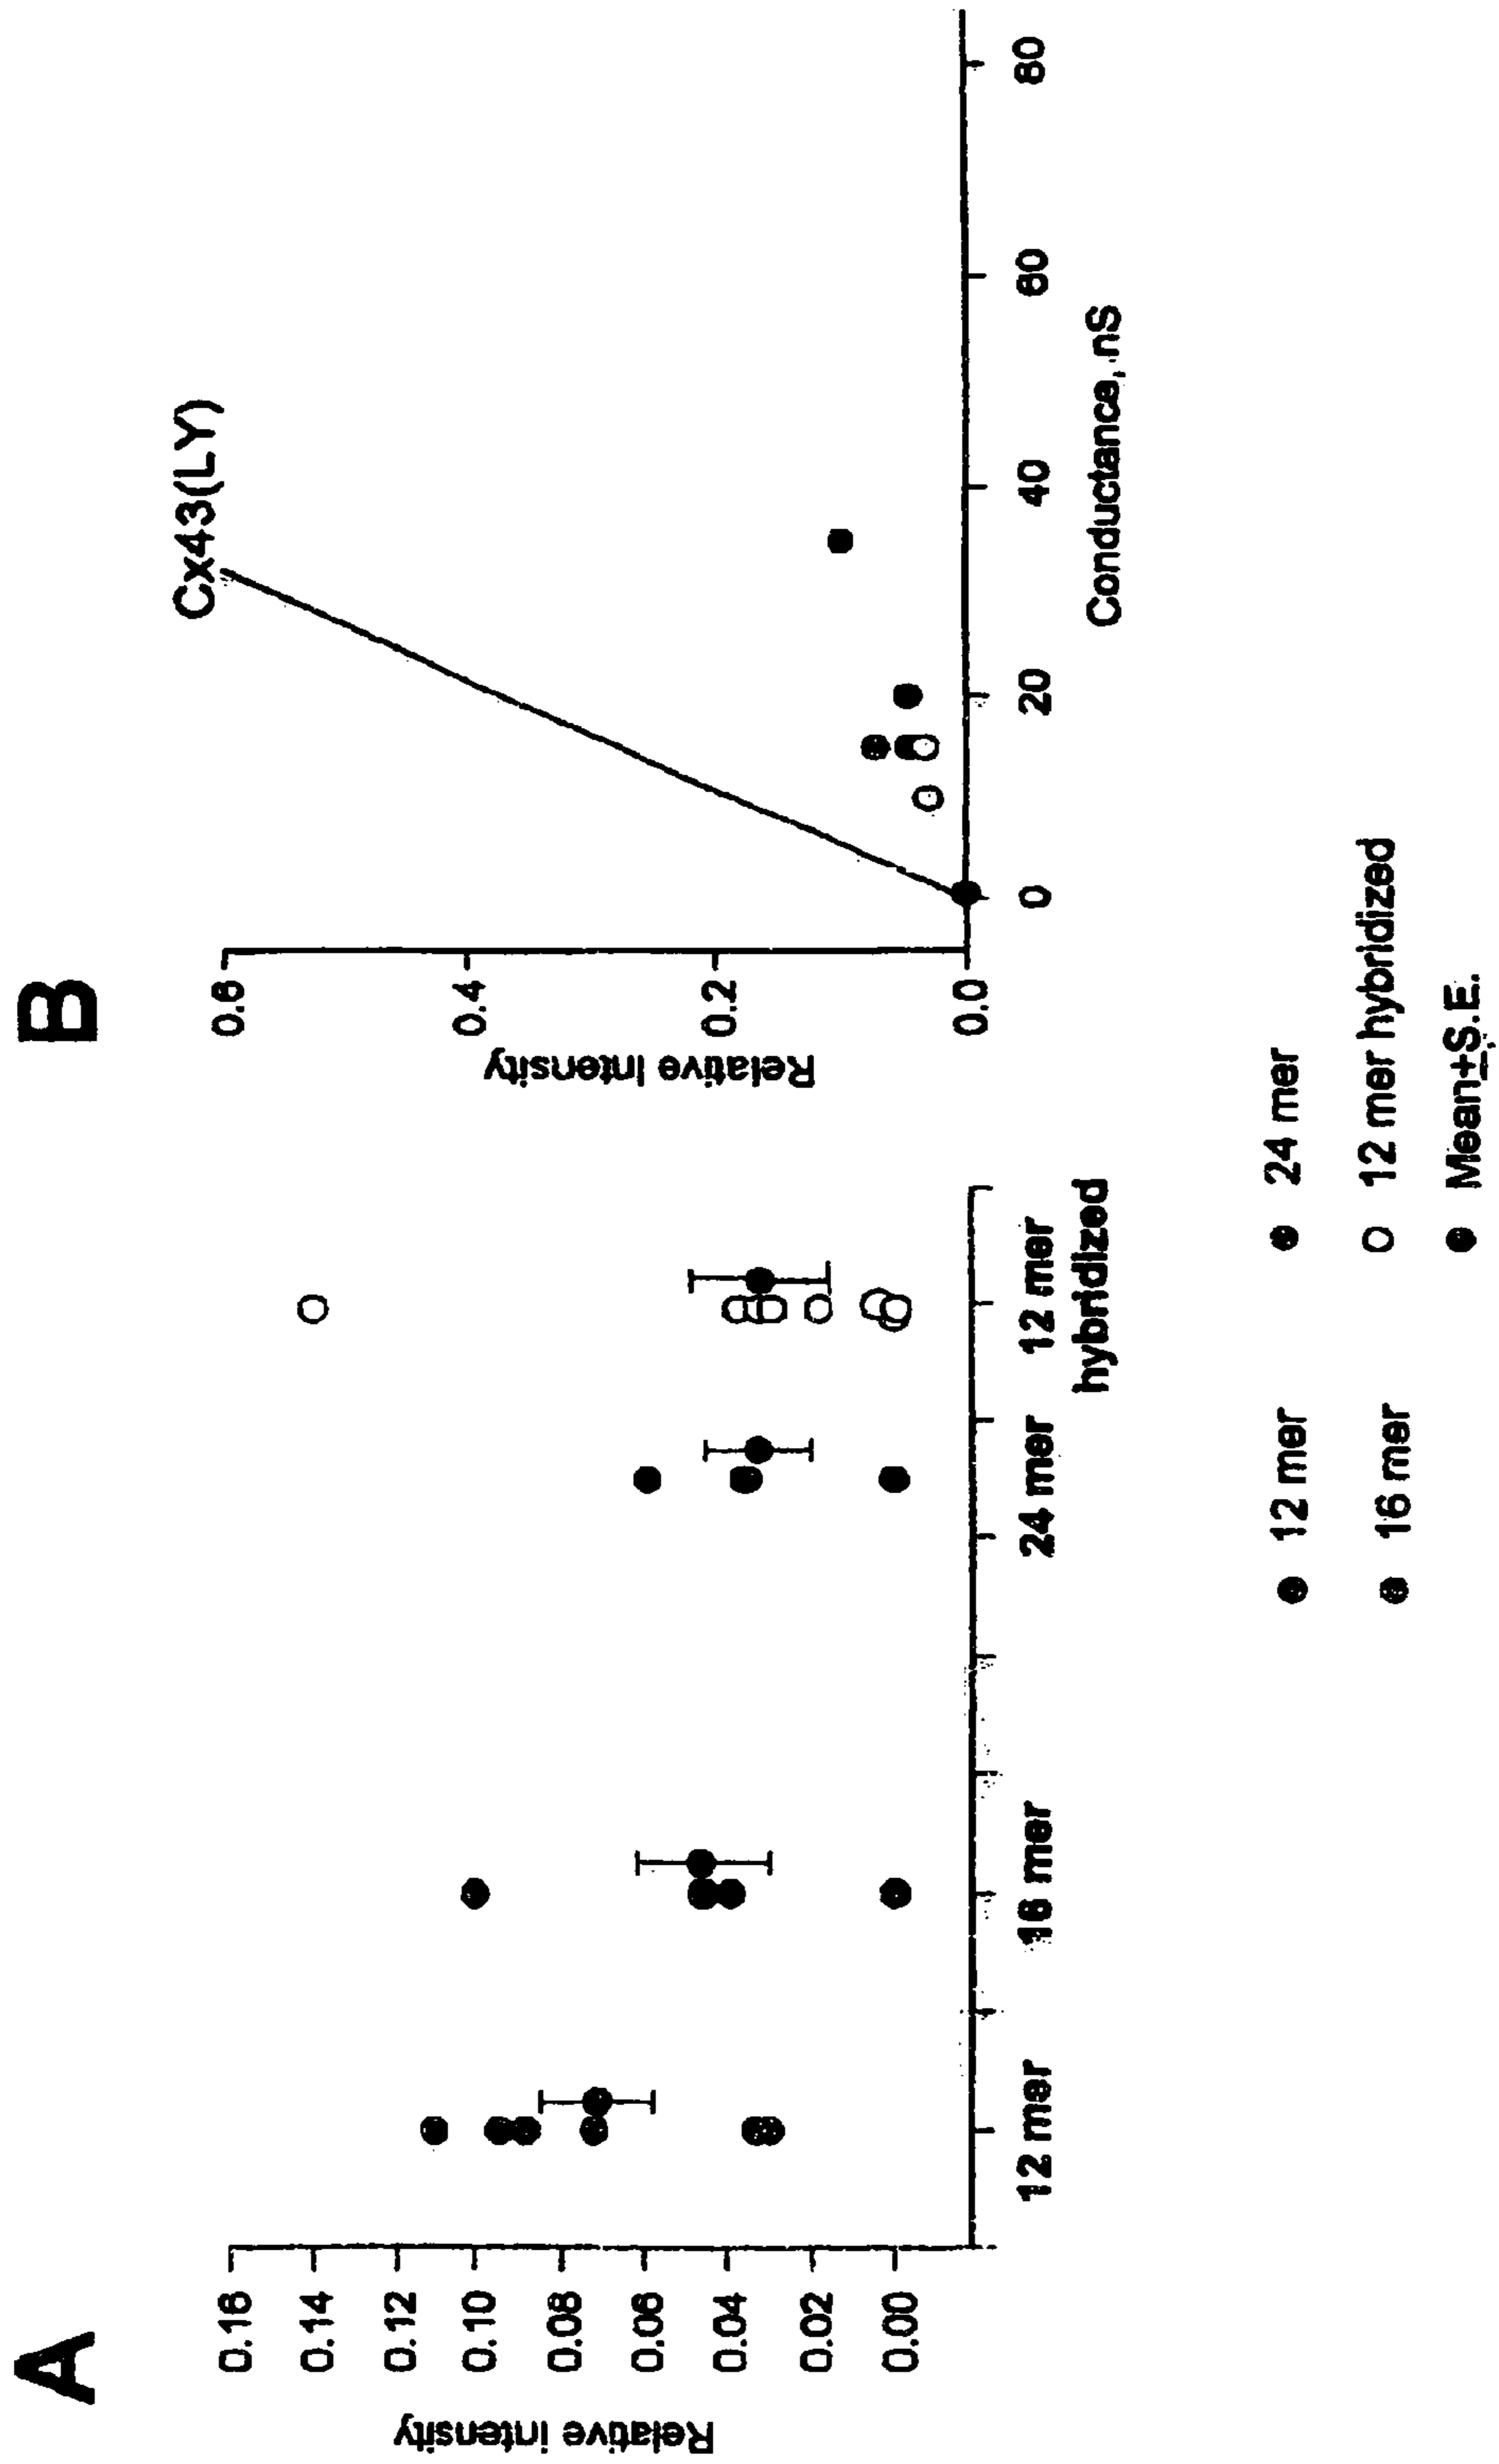 A
Relative intensity
0.16
0.14
0.12
0.10
0.08
0.06
0.04
0.02
0.00
12 mer
16 mer
24 mer
12 mer
hybridized
B
Relative intensity
0.6
0.4
0.2
0.0
Cx43(LY)
0
20
40
60
80
Conductance, nS
12 mer
24 mer
16 mer
12 mer hybridized
Mean±S.E.